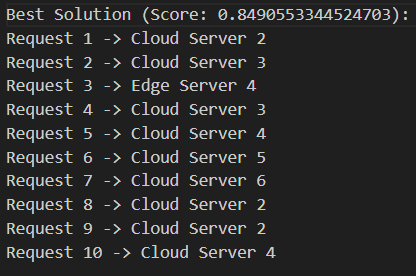 Best Solution (Score: 0.8490553344524703):
Request 1 -> Cloud Server 2
Request 2 -> Cloud Server 3
Request 3 -> Edge Server 4
Request 4 -> Cloud Server 3
Request 5 -> Cloud Server 4
Request 6 -> Cloud Server 5
Request 7 -> Cloud Server 6
Request 8 -> Cloud Server 2
Request 9 -> Cloud Server 2
Request 10 -> Cloud Server 4